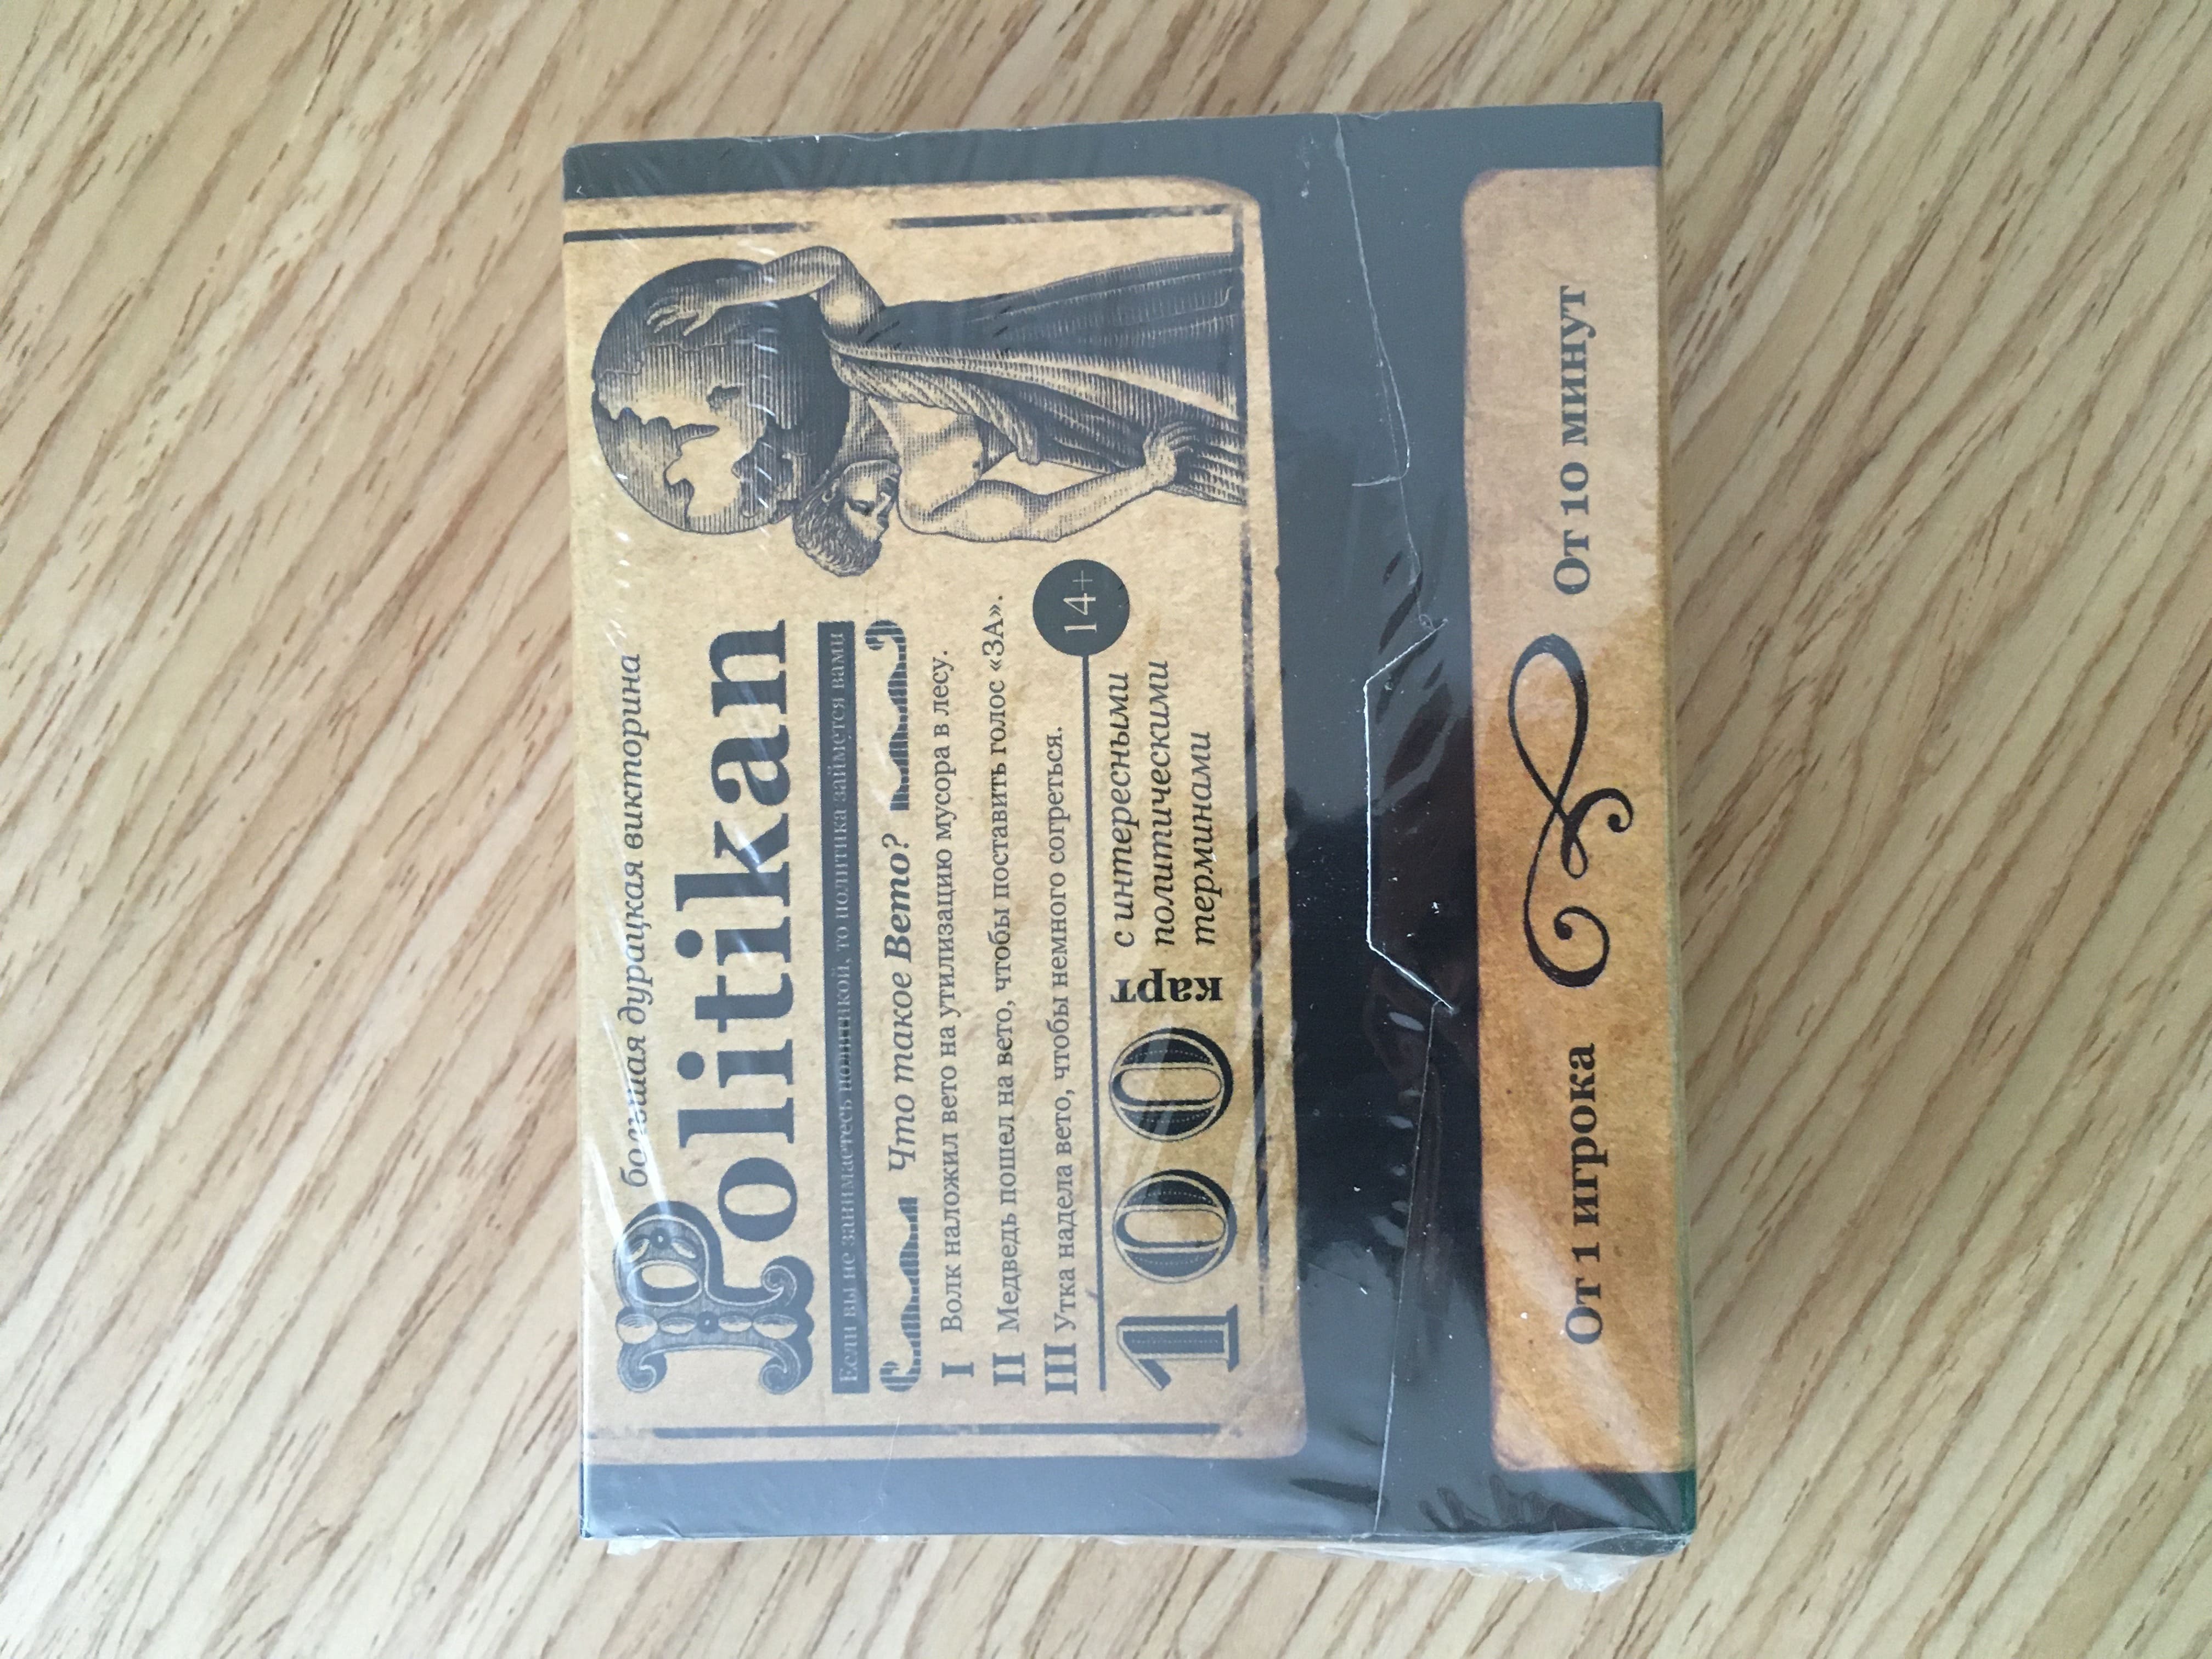 большая дурацкая викторина
Politikan
Если вы не занимаетесь политикой, то политика займётся вами
Что такое Вето?
I Волк наложил вето на утилизацию мусора в лесу.
II Медведь пошел на вето, чтобы поставить голос «ЗА».
III Утка надела вето, чтобы немного согреться.
14+
100 карт
с интересными
политическими
терминами
От 1 игрока
От 10 минут